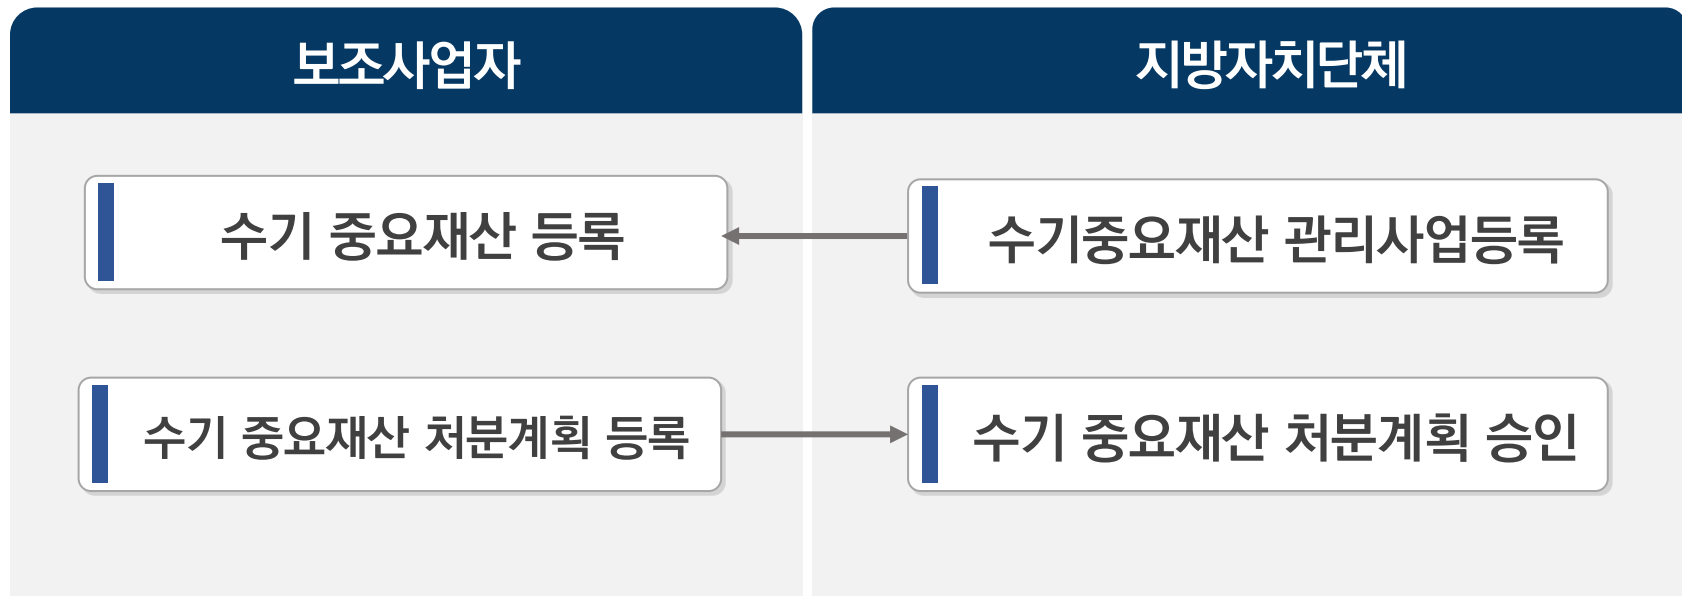 보조사업자
지방자치단체
수기 중요재산 등록
수기중요재산 관리사업등록
수기 중요재산 처분계획 등록
수기 중요재산 처분계획 승인